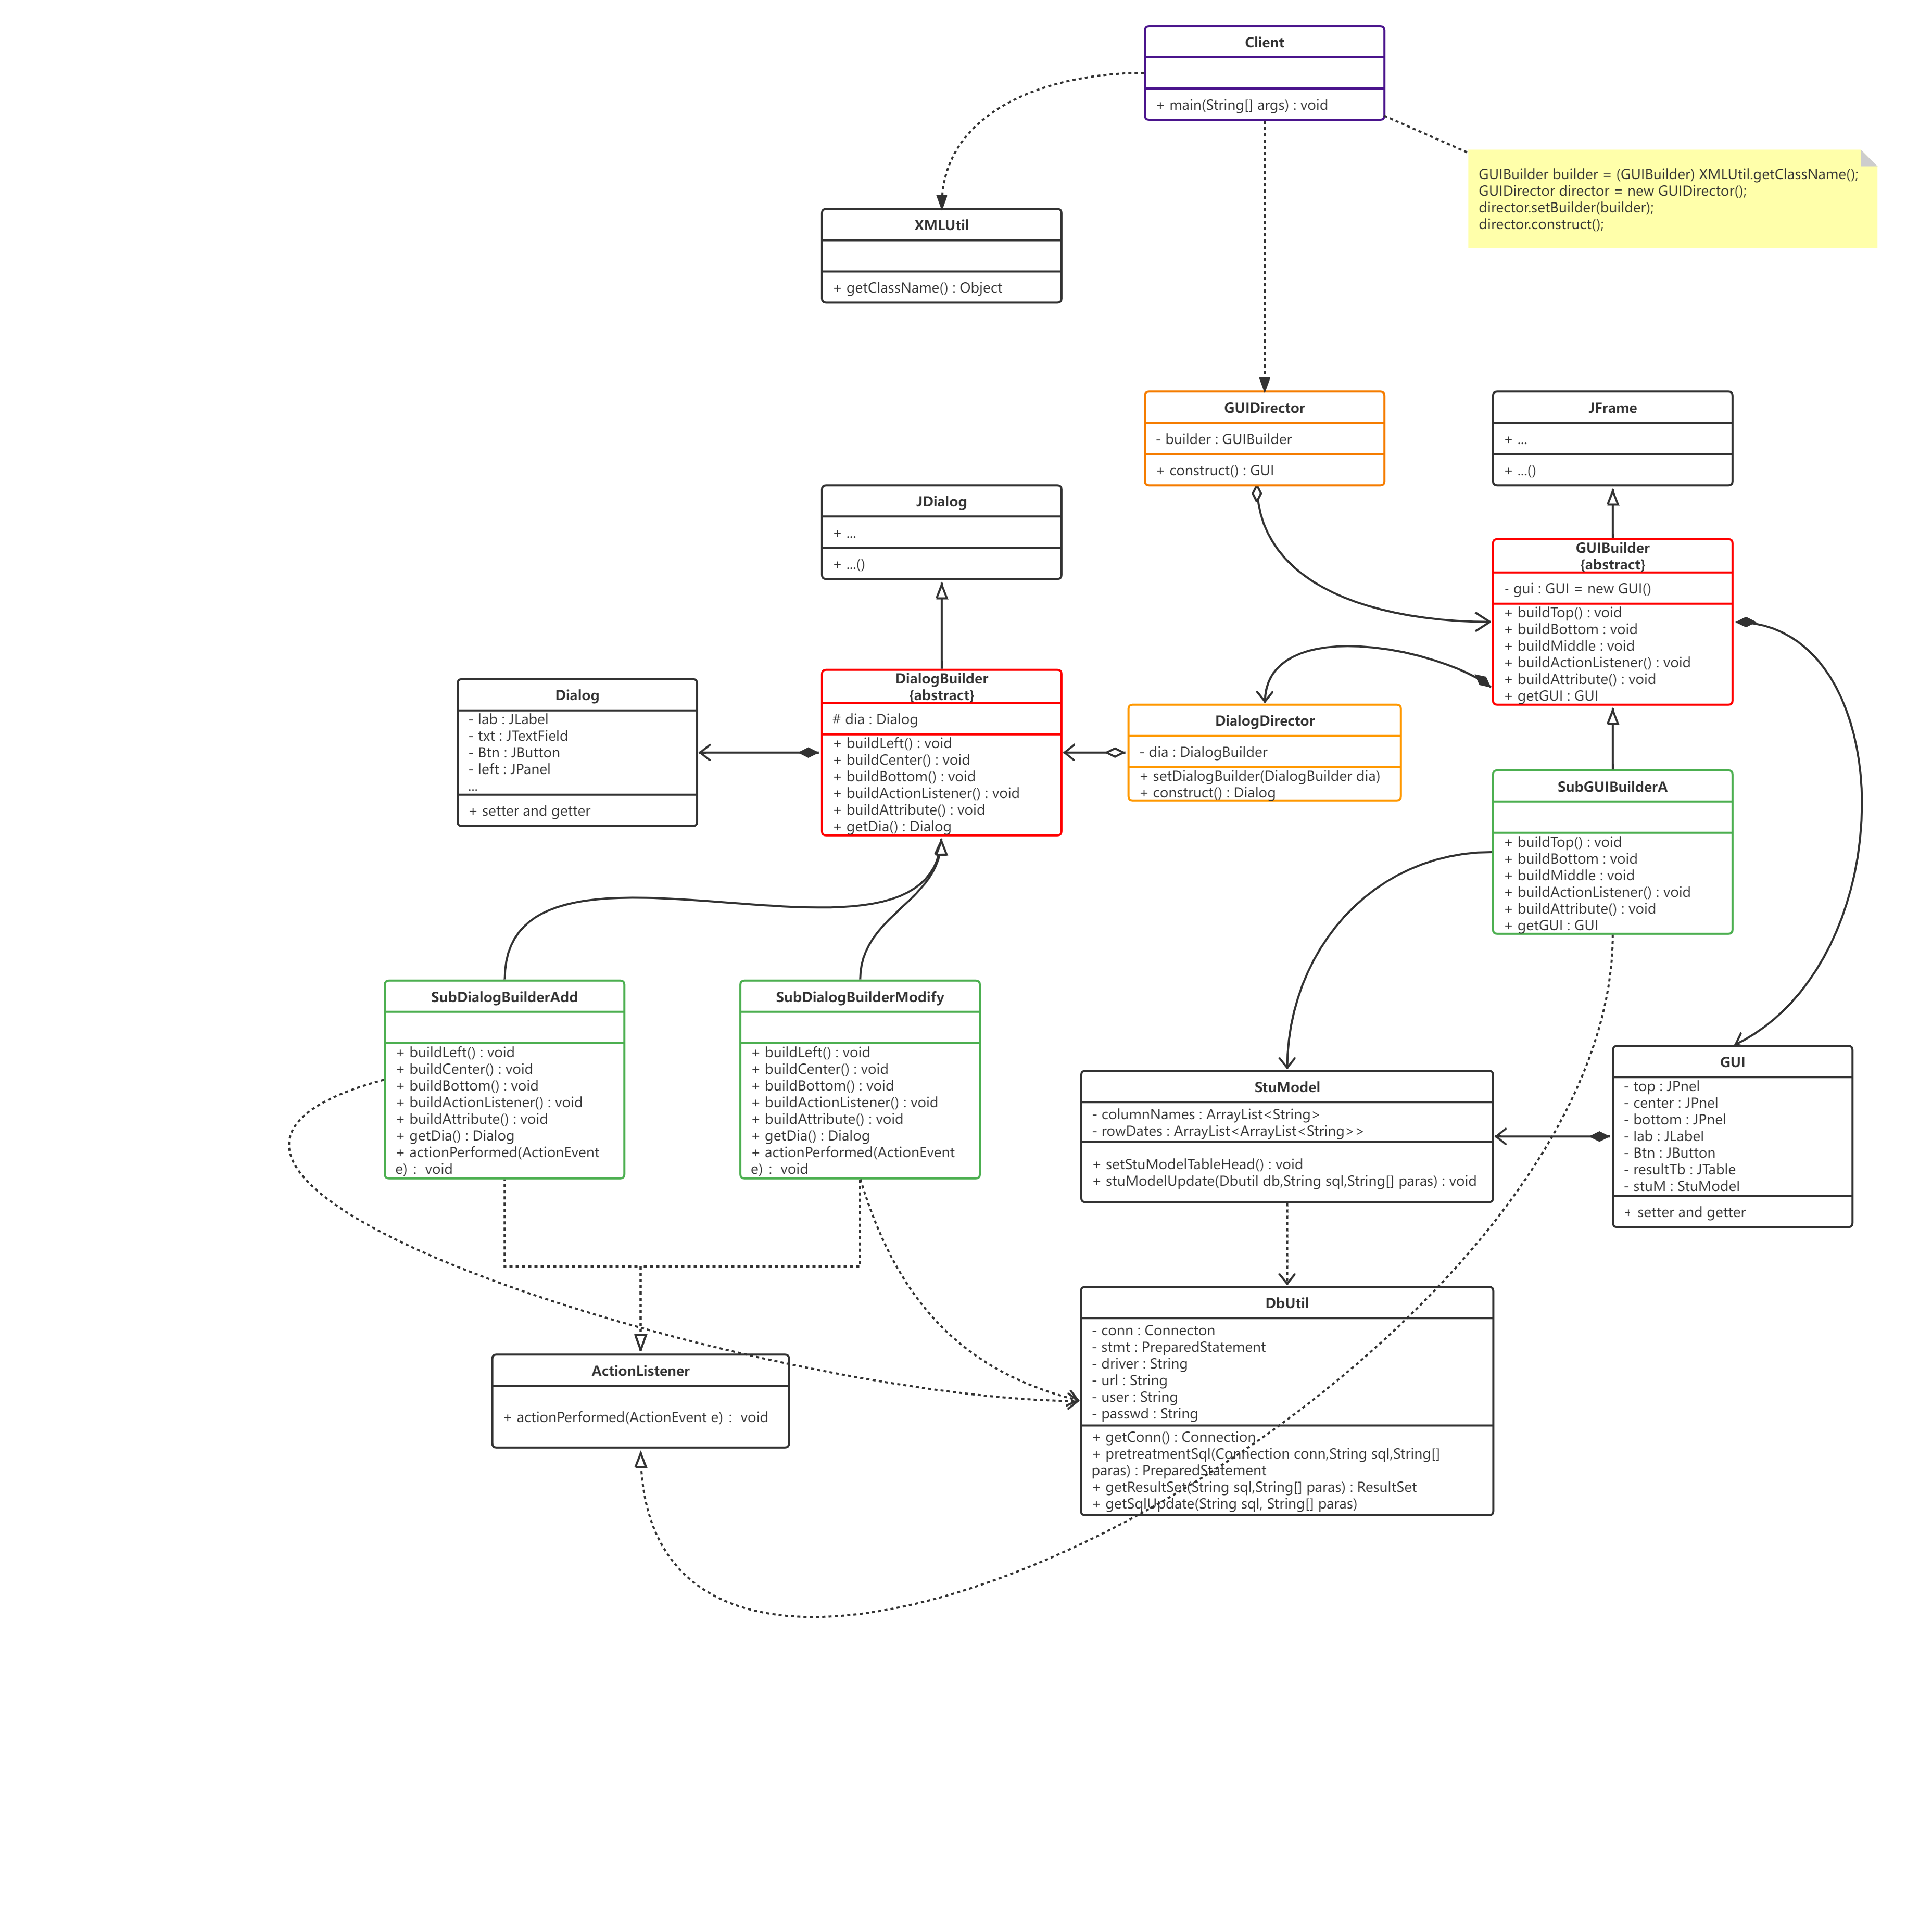 Client
+ main(String[] args) : void
GUIBuilder builder = (GUIBuilder) XMLUtil.getClassName();
GUIDirector director = new GUIDirector();
director.setBuilder(builder);
director.construct();
XMLUtil
+ getClassName() : Object
GUIDirector
- builder : GUIBuilder
+ construct() : GUI
JFrame
+ ...
+ ...()
JDialog
+ ...
+ ...()
GUIBuilder
{abstract}
- gui : GUI = new GUI()
+ buildTop() : void
+ buildBottom : void
+ buildMiddle : void
+ buildActionListener() : void
+ buildAttribute() : void
+ getGUI : GUI
Dialog
- lab : JLabel
- txt : JTextField
- Btn : JButton
- left : JPanel
...
+ setter and getter
DialogBuilder
{abstract}
# dia : Dialog
+ buildLeft() : void
+ buildCenter() : void
+ buildBottom() : void
+ buildActionListener() : void
+ buildAttribute() : void
+ getDia() : Dialog
DialogDirector
- dia : DialogBuilder
+ setDialogBuilder(DialogBuilder dia)
+ construct() : Dialog
SubGUIBuilderA
+ buildTop() : void
+ buildBottom : void
+ buildMiddle : void
+ buildActionListener() : void
+ buildAttribute() : void
+ getGUI : GUI
SubDialogBuilderAdd
+ buildLeft() : void
+ buildCenter() : void
+ buildBottom() : void
+ buildActionListener() : void
+ buildAttribute() : void
+ getDia() : Dialog
+ actionPerformed(ActionEvent
e) : void
SubDialogBuilderModify
+ buildLeft() : void
+ buildCenter() : void
+ buildBottom() : void
+ buildActionListener() : void
+ buildAttribute() : void
+ getDia() : Dialog
+ actionPerformed(ActionEvent
e) : void
StuModel
- columnNames : ArrayList<String>
- rowDates : ArrayList<ArrayList<String>>
+ setStuModelTableHead() : void
+ stuModelUpdate(Dbutil db,String sql,String[] paras) : void
GUI
- top : JPnel
- center : JPnel
- bottom : JPnel
- lab : JLabel
- Btn : JButton
- resultTb : JTable
- stuM : StuModel
+ setter and getter
DbUtil
- conn : Connecton
- stmt : PreparedStatement
- driver : String
- url : String
- user : String
- passwd : String
+ getConn() : Connection
+ pretreatmentSql(Connection conn,String sql,String[]
paras) : PreparedStatement
+ getResultSet(String sql,String[] paras) : ResultSet
+ getSqlUpdate(String sql, String[] paras)
ActionListener
+ actionPerformed(ActionEvent e) : void